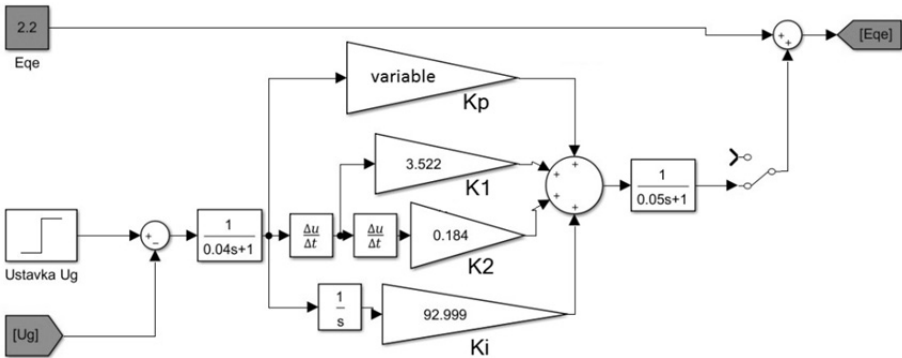 2.2
Eqe
[Eqe]
variable
Kp
3.522
K1
0.184
K2
92.999
Ki
1
0.04s+1
Δu
Δt
Δu
Δt
1
s
1
0.05s+1
Ustavka Ug
[Ug]
+
−
+
+
+
+
+
+